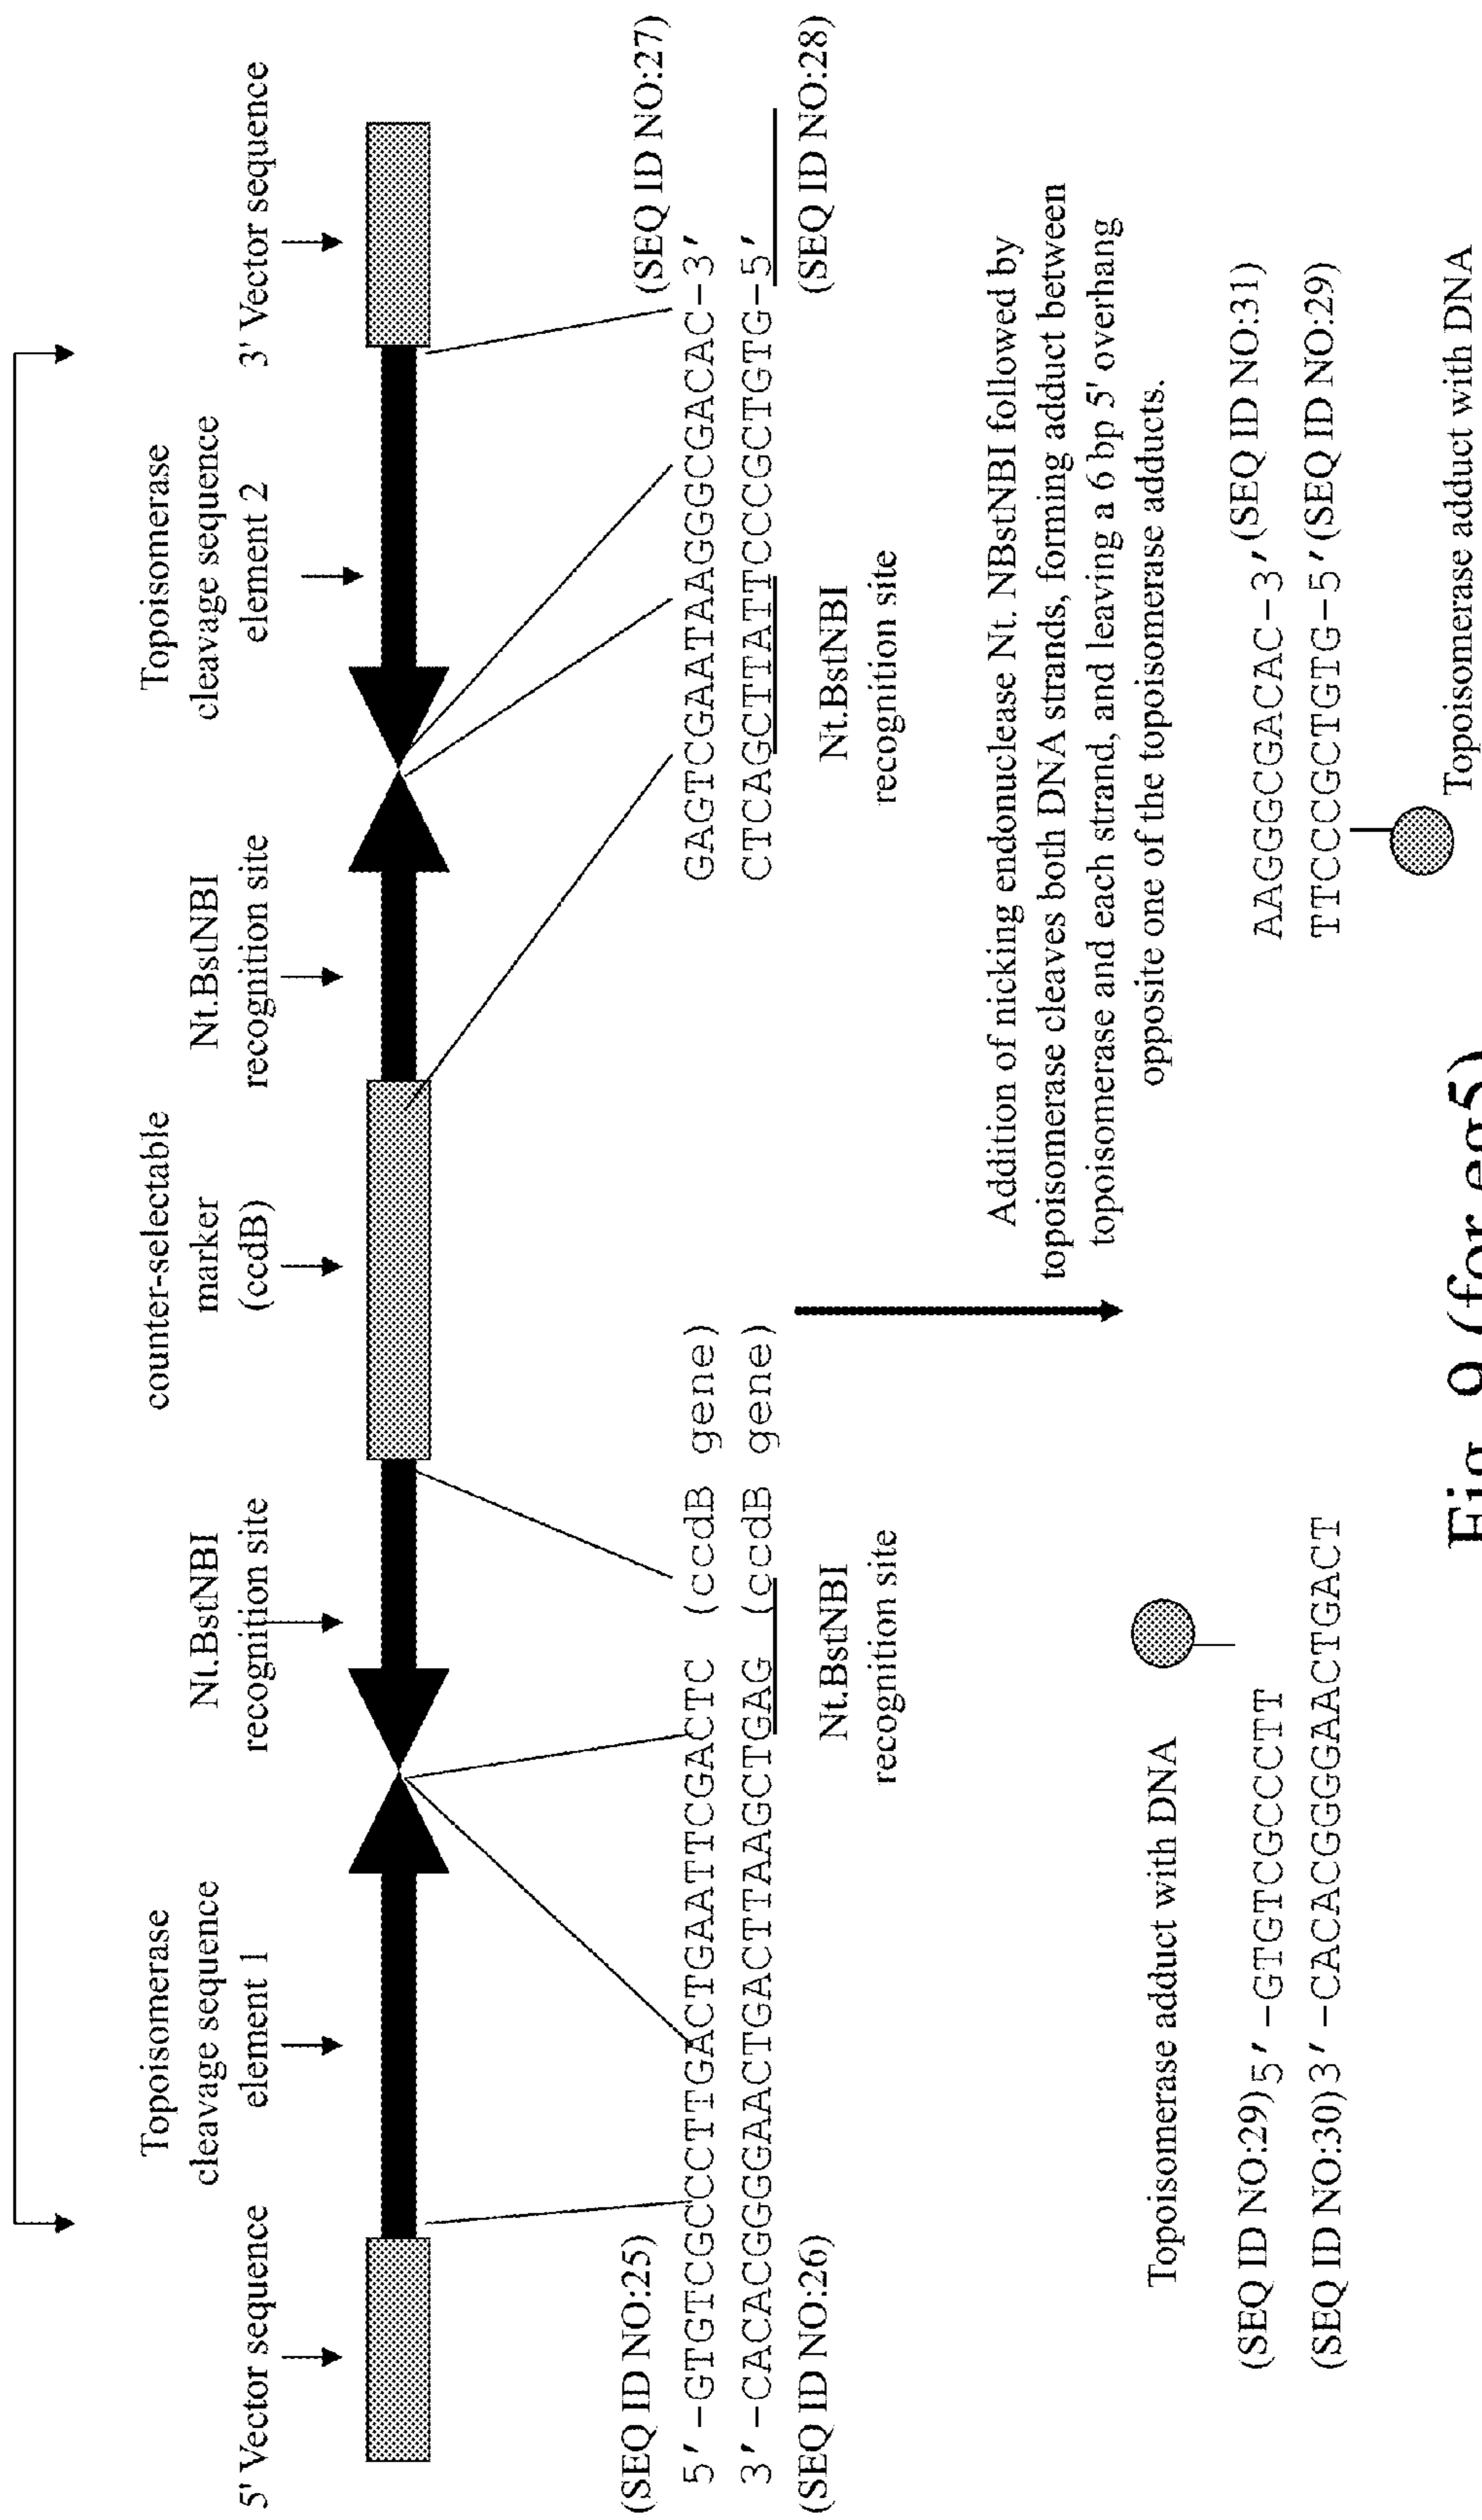 5' Vector sequence
Topoisomerase
cleavage sequence
element 1
Nt.BstNBI
recognition site
counter-selectable
marker
(ccdB)
Nt.BstNBI
recognition site
Topoisomerase
cleavage sequence
element 2
3' Vector sequence
(SEQ ID NO:25)
5'-GTGTCGCCCTTGACTGAATTCGACTC (ccdB gene)
3'-CACACGGGGAACTGACTTAAGCTGAG (ccdB gene)
(SEQ ID NO:26)
Nt.BstNBI
recognition site
(SEQ ID NO:27)
GAGTCGAATAAGGGCGACAC-3'
CTCAGCTTATTCCCGCTGTG-5'
(SEQ ID NO:28)
Nt.BstNBI
recognition site
Addition of nicking endonuclease Nt. NBstNBI followed by
topoisomerase cleaves both DNA strands, forming adduct between
topoisomerase and each strand, and leaving a 6 bp 5' overhang
opposite one of the topoisomerase adducts.
Topoisomerase adduct with DNA
(SEQ ID NO:29)5'-GTGTCGCCCTT
(SEQ ID NO:30)3'-CACACGGGGAACTGACT
AAGGGCGACAC-3'(SEQ ID NO:31)
TTCCCGCTGTG-5'(SEQ ID NO:29)
Topoisomerase adduct with DNA
Fig. 9 (for eg5)